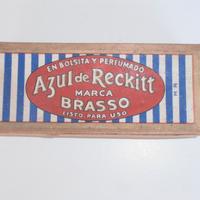 EN BOLSITA Y PERFUMADO
Azul de Reckitt
MARCA
BRASSO
LISTO PARA USO